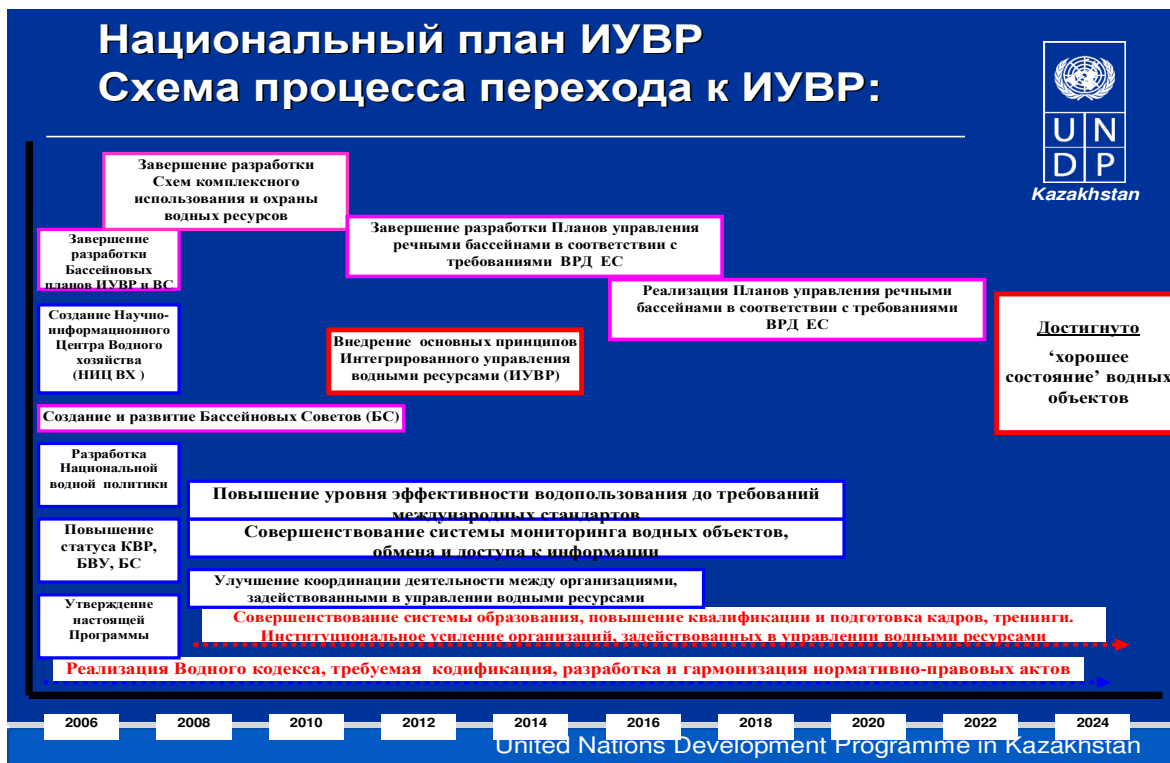 Национальный план ИУВР
Схема процесса перехода к ИУВР:
U N
D P
Kazakhstan
Завершение разработки
Схем комплексного
использования и охраны
водных ресурсов
Завершение разработки Планов управления
речными бассейнами в соответствии с
требованиями ВРД ЕС
Завершение
разработки
Бассейновых
планов ИУВР и ВС
Реализация Планов управления речными
бассейнами в соответствии с требованиями
ВРД ЕС
Достигнуто
‘хорошее
состояние’ водных
объектов
Создание Научно-
информационного
Центра Водного
хозяйства
(НИЦ ВХ )
Внедрение основных принципов
Интегрированного управления
водными ресурсами (ИУВР)
Создание и развитие Бассейновых Советов (БС)
Разработка
Национальной
водной политики
Повышение уровня эффективности водопользования до требований
международных стандартов
Повышение
статуса КВР,
БВУ, БС
Совершенствование системы мониторинга водных объектов,
обмена и доступа к информации
Улучшение координации деятельности между организациями,
задействованными в управлении водными ресурсами
Утверждение
настоящей
Программы
Совершенствование системы образования, повышение квалификации и подготовка кадров, тренинги.
Институциональное усиление организаций, задействованных в управлении водными ресурсами
Реализация Водного кодекса, требуемая кодификация, разработка и гармонизация нормативно-правовых актов
2006 2008 2010 2012 2014 2016 2018 2020 2022 2024
United Nations Development Programme in Kazakhstan